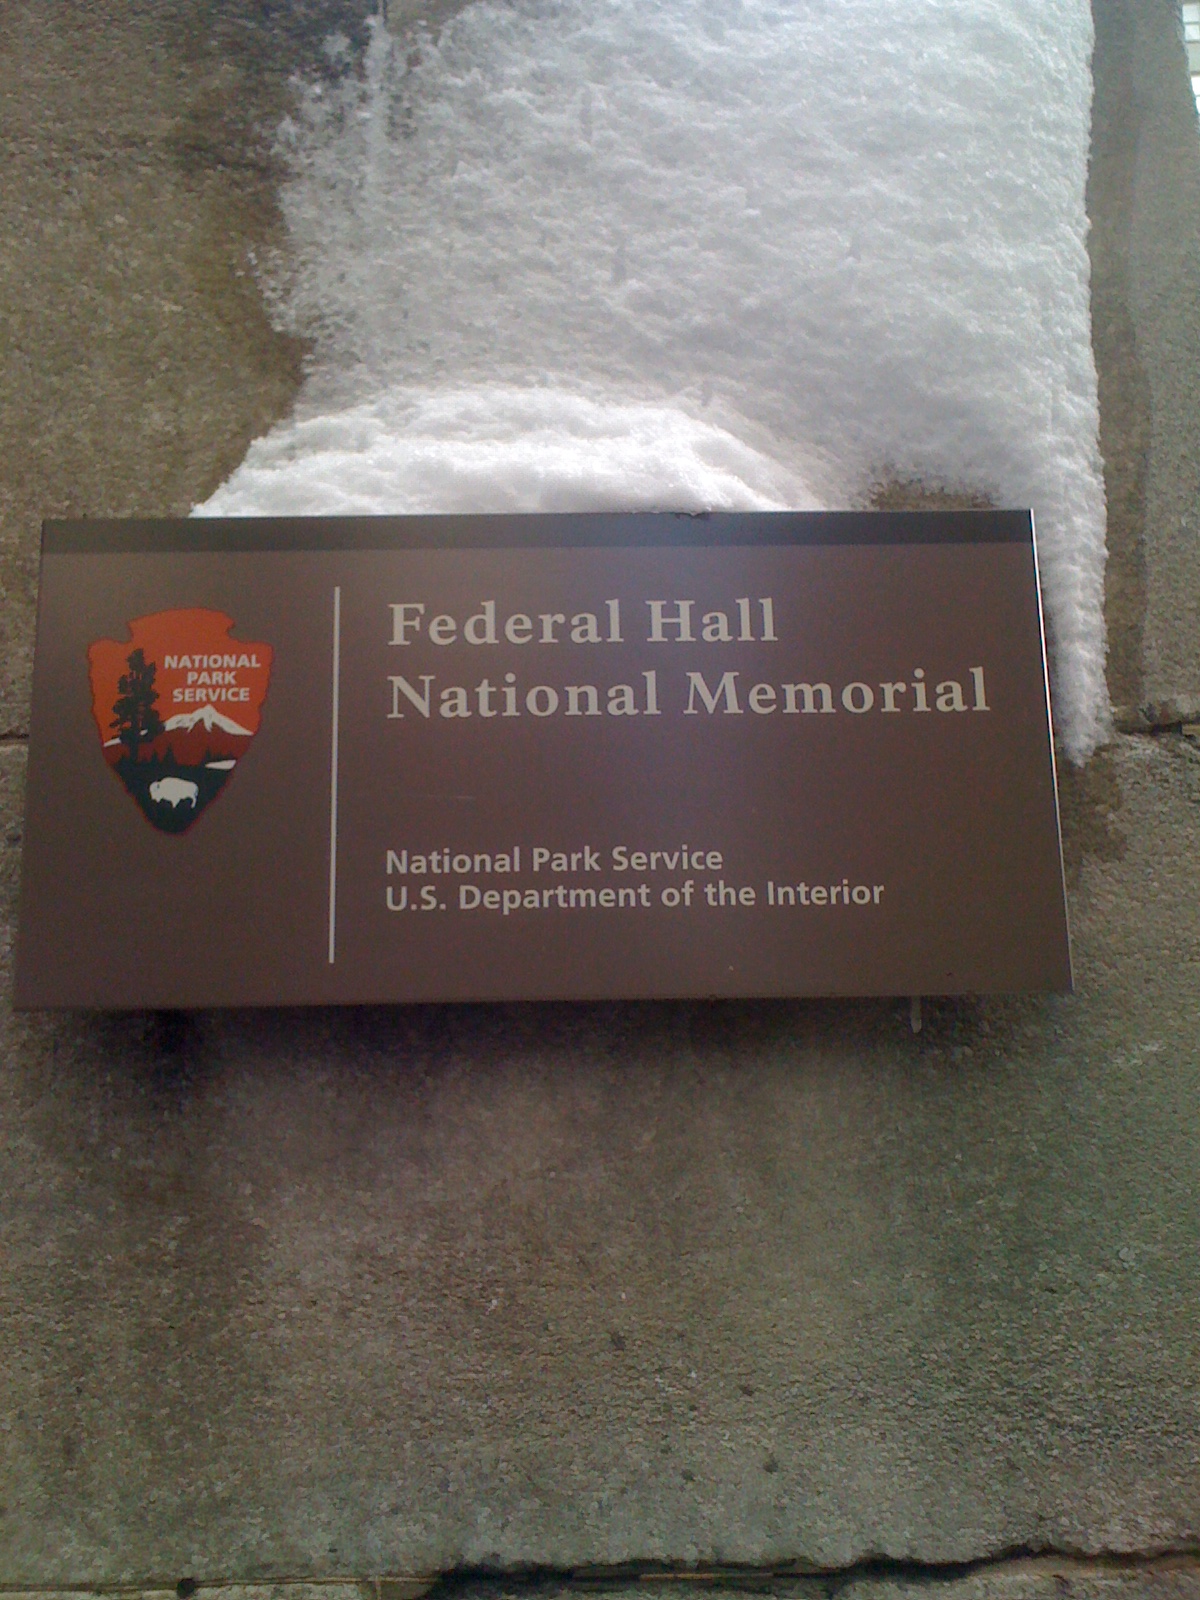 NATIONAL
PARK
SERVICE
Federal Hall
National Memorial
National Park Service
U.S. Department of the Interior